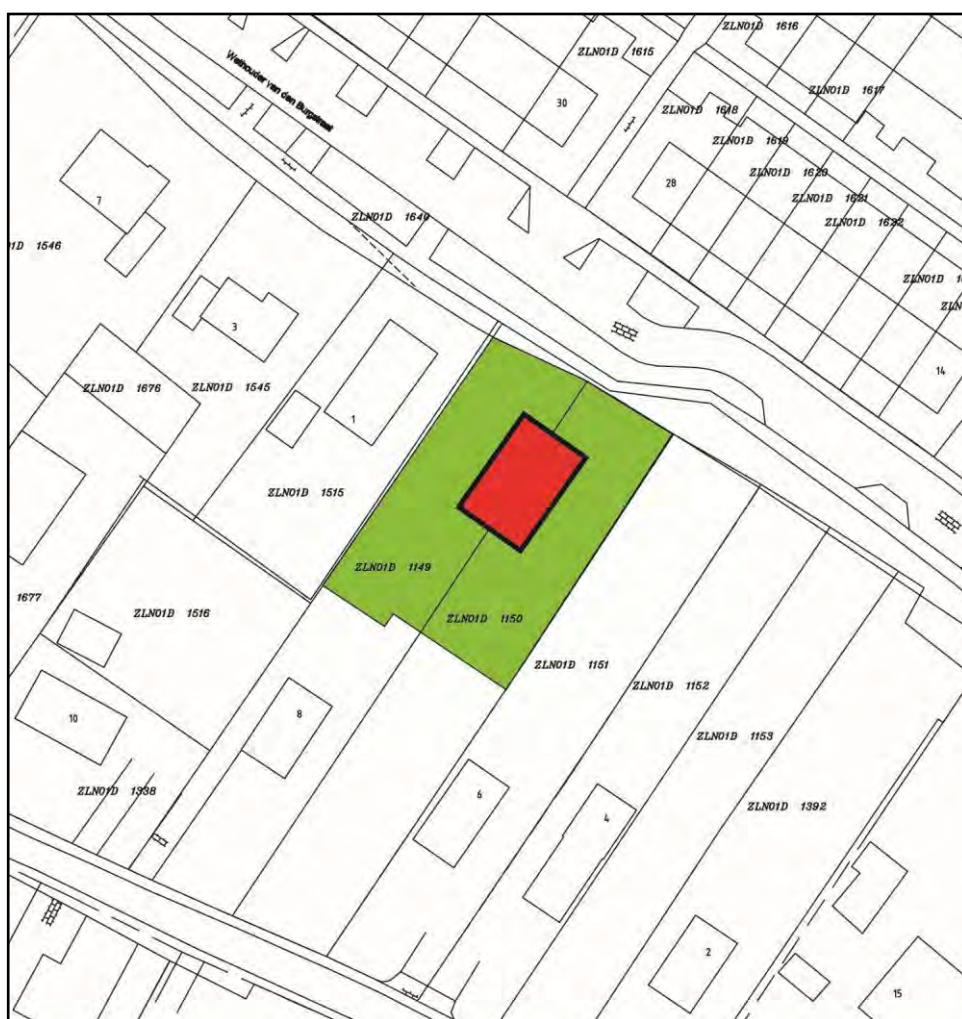 ZLN01D 1616
ZLN01D 1615
Wethouder van den Burgstraat
ZLN01D 1617
30
ZLN01D 1618
ZLN01D 1619
ZLN01D 1620
28
ZLN01D 1621
7
ZLN01D 1649
ZLN01D 1622
1D 1546
ZLN01D
3
14
ZLN01D 1676
ZLN01D 1545
1
ZLN01D 1515
ZLN01D 1149
1677
ZLN01D 1516
ZLN01D 1150
ZLN01D 1151
ZLN01D 1152
10
8
ZLN01D 1153
ZLN01D 1338
6
4
ZLN01D 1392
2
15